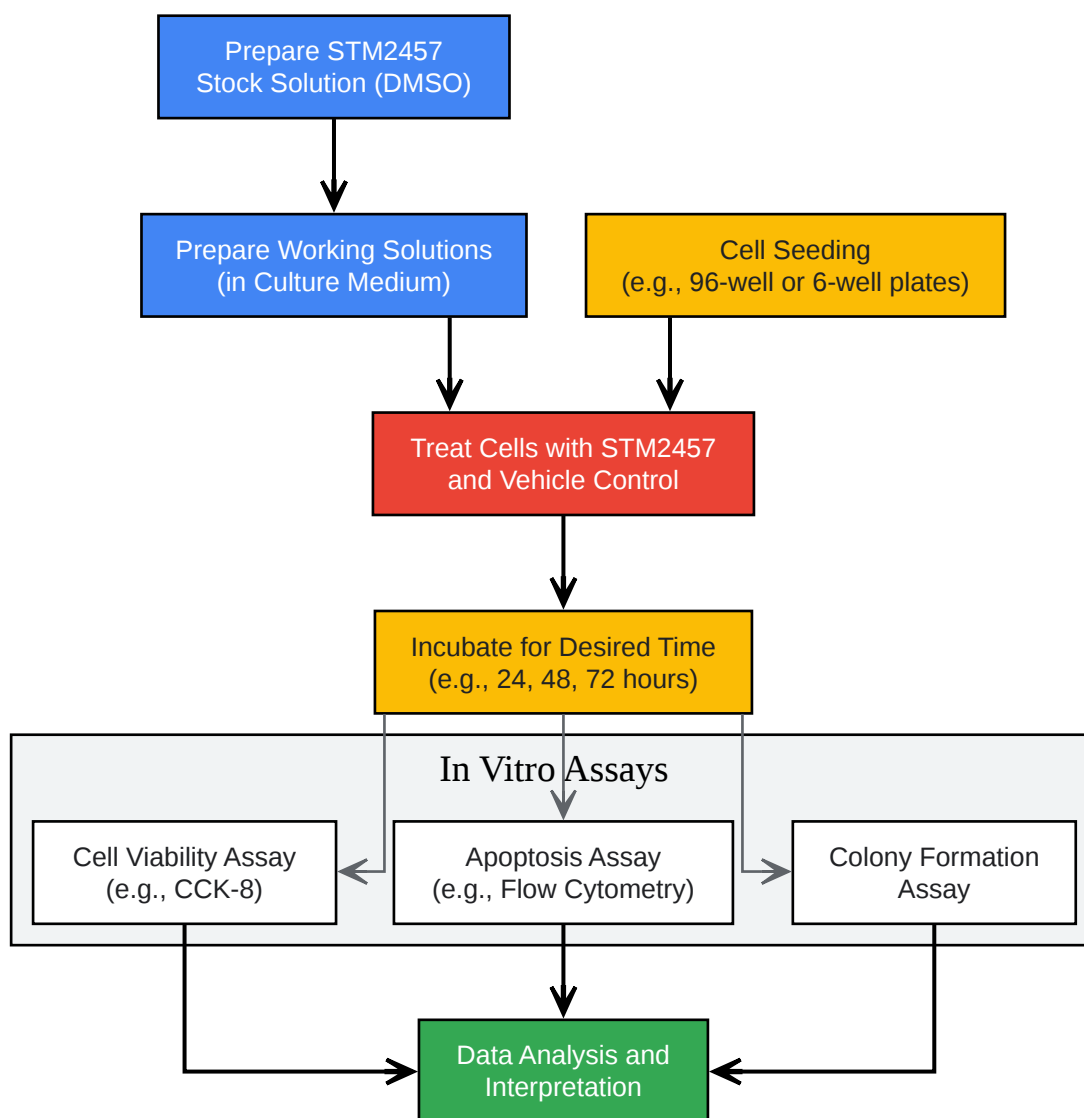 Prepare STM2457
Stock Solution (DMSO)
Prepare Working Solutions
(in Culture Medium)
Cell Seeding
(e.g., 96-well or 6-well plates)
Treat Cells with STM2457
and Vehicle Control
Incubate for Desired Time
(e.g., 24, 48, 72 hours)
In Vitro Assays
Cell Viability Assay
(e.g., CCK-8)
Apoptosis Assay
(e.g., Flow Cytometry)
Colony Formation
Assay
Data Analysis and
Interpretation